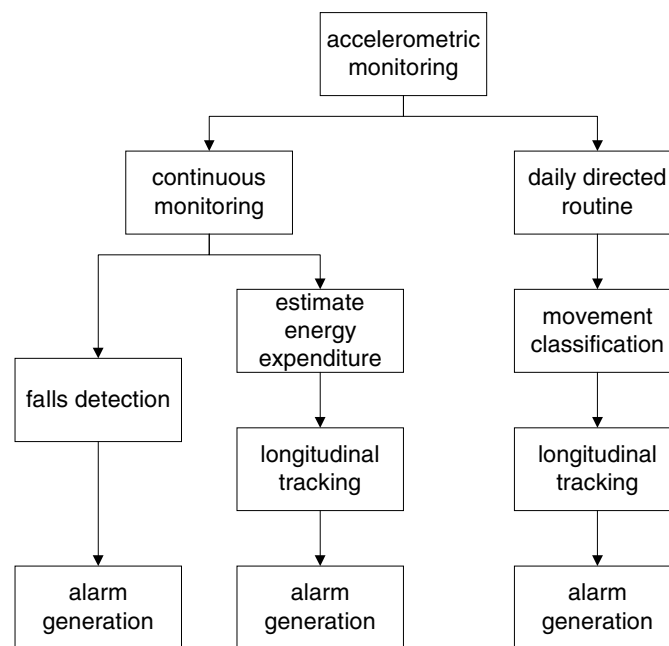 accelerometric
monitoring
continuous
monitoring
daily directed
routine
estimate
energy
expenditure
movement
classification
falls detection
longitudinal
tracking
longitudinal
tracking
alarm
generation
alarm
generation
alarm
generation